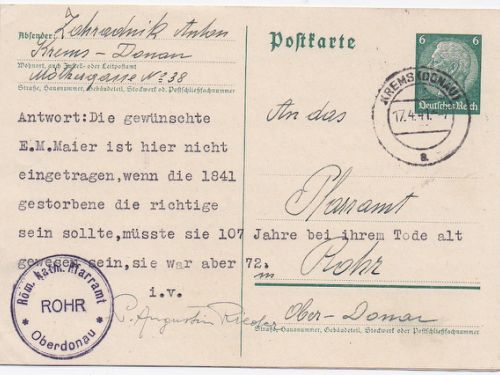 Absender: Zahradnik Anton
Krems-Donau
Wohnort, auch Zustell- oder Leitpostamt
No 38
Straße, Hausnummer, Gebäudeteil, Stockwerk od. Postschließfachnummer
Antwort: Die gewünschte
E.M.Maier ist hier nicht
eingetragen, wenn die 1841
gestorbene die richtige
sein sollte, müsste sie 107 Jahre bei ihrem Tode alt
gewesen sein, sie war aber 72.
i.v.
P. Augustin
Röm. kath. Pfarramt
ROHR
* Oberdonau *
Postkarte
6 6
Deutsches Reich
KREMS (DONAU)
17.4.41
a
An das
Pfarramt
in Rohr
Ober-Donau
Straße, Hausnummer, Gebäudeteil, Stockwerk oder Postschließfachnummer